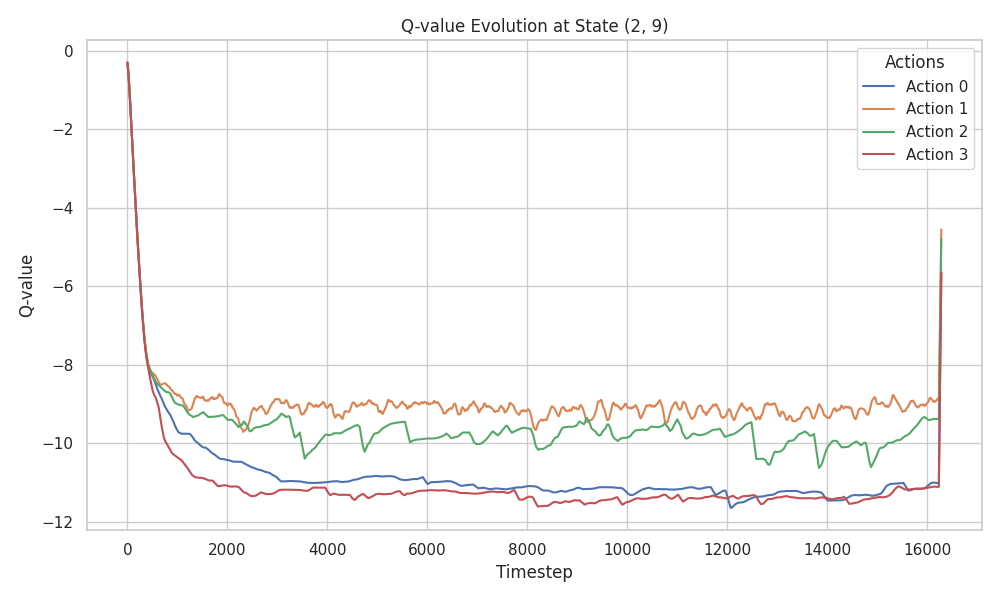 Q-value Evolution at State (2, 9)
Actions
Action 0
Action 1
Action 2
Action 3
Q-value
0
−2
−4
−6
−8
−10
−12
0 2000 4000 6000 8000 10000 12000 14000 16000
Timestep